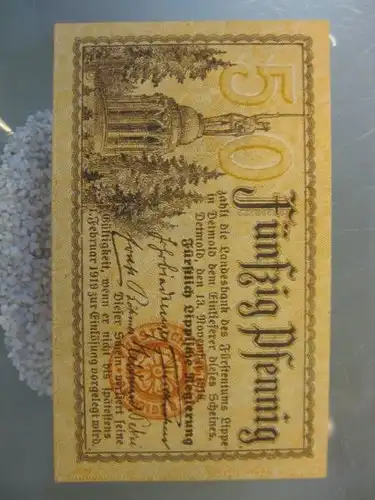 50
Fünfzig Pfennig
zahlt die Landesbank des Fürstentums Lippe
in Detmold dem Einlieferer dieses Scheines.
Detmold, den 13. November 1918.
Fürstlich Lippische Regierung
Dieser Schein verliert seine
Gültigkeit, wenn er nicht bis spätestens
1. Februar 1919 zur Einlösung vorgelegt wird.